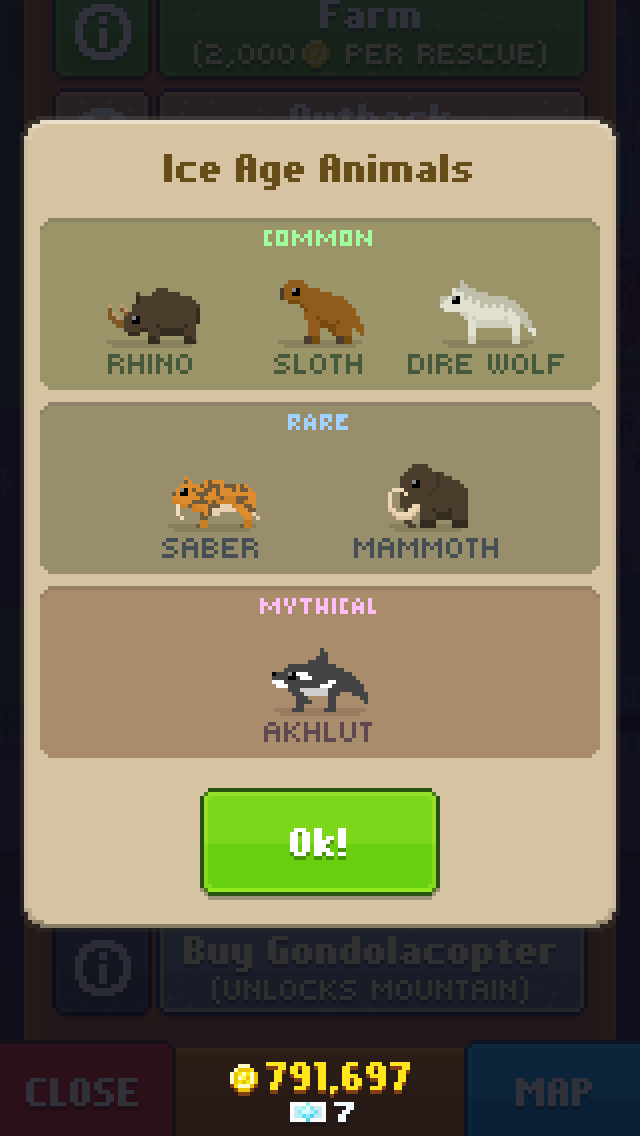 Farm
(2,000 PER RESCUE)
Outback
Ice Age Animals
COMMON
RHINO SLOTH DIRE WOLF
RARE
SABER MAMMOTH
MYTHICAL
AKHLUT
Ok!
Buy Gondolacopter
(UNLOCKS MOUNTAIN)
CLOSE 791,697 MAP
7